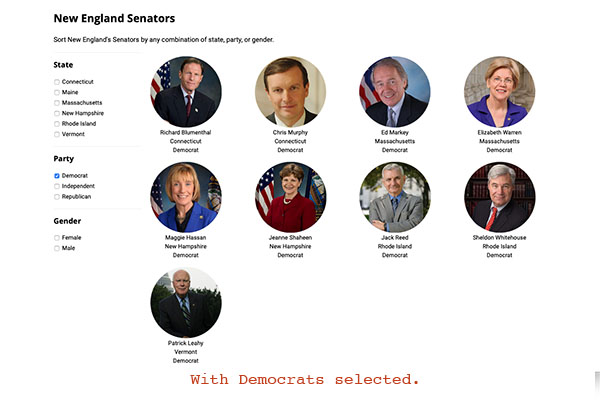 New England Senators
Sort New England's Senators by any combination of state, party, or gender.
State
Connecticut
Maine
Massachusetts
New Hampshire
Rhode Island
Vermont
Party
Democrat
Independent
Republican
Gender
Female
Male
Richard Blumenthal
Connecticut
Democrat
Chris Murphy
Connecticut
Democrat
Ed Markey
Massachusetts
Democrat
Elizabeth Warren
Massachusetts
Democrat
Maggie Hassan
New Hampshire
Democrat
Jeanne Shaheen
New Hampshire
Democrat
Jack Reed
Rhode Island
Democrat
Sheldon Whitehouse
Rhode Island
Democrat
Patrick Leahy
Vermont
Democrat
With Democrats selected.